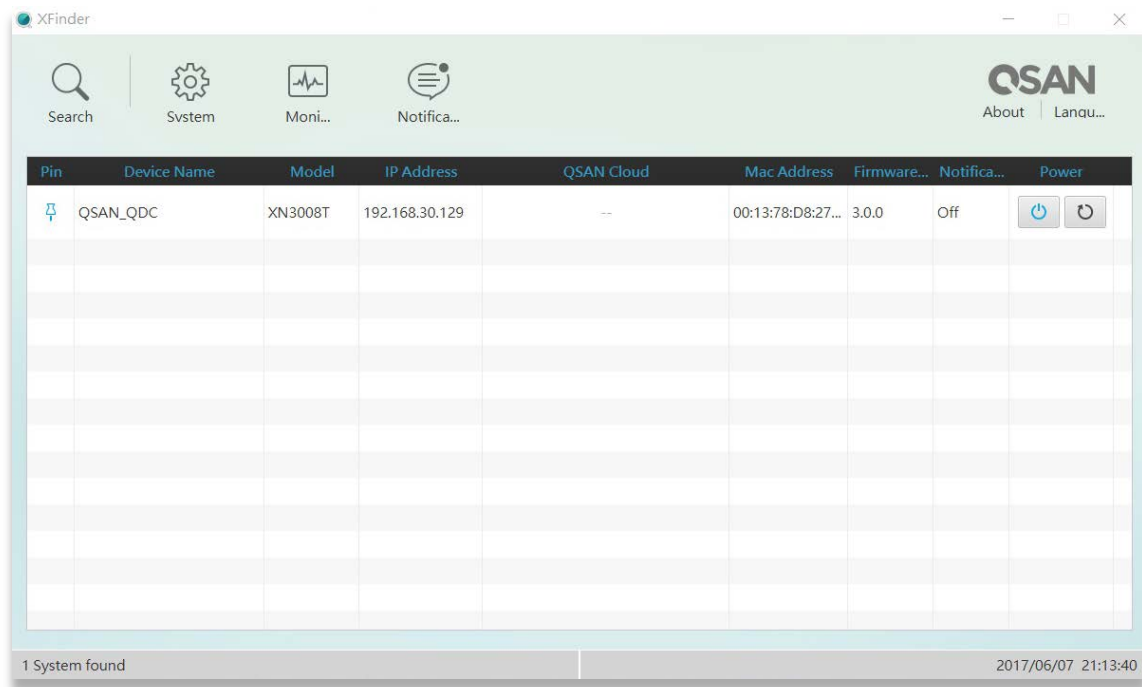 XFinder
QSAN
Search System Moni... Notifica... About Langu...
Pin Device Name Model IP Address QSAN Cloud Mac Address Firmware... Notifica... Power
QSAN_QDC XN3008T 192.168.30.129 -- 00:13:78:D8:27... 3.0.0 Off
1 System found 2017/06/07 21:13:40